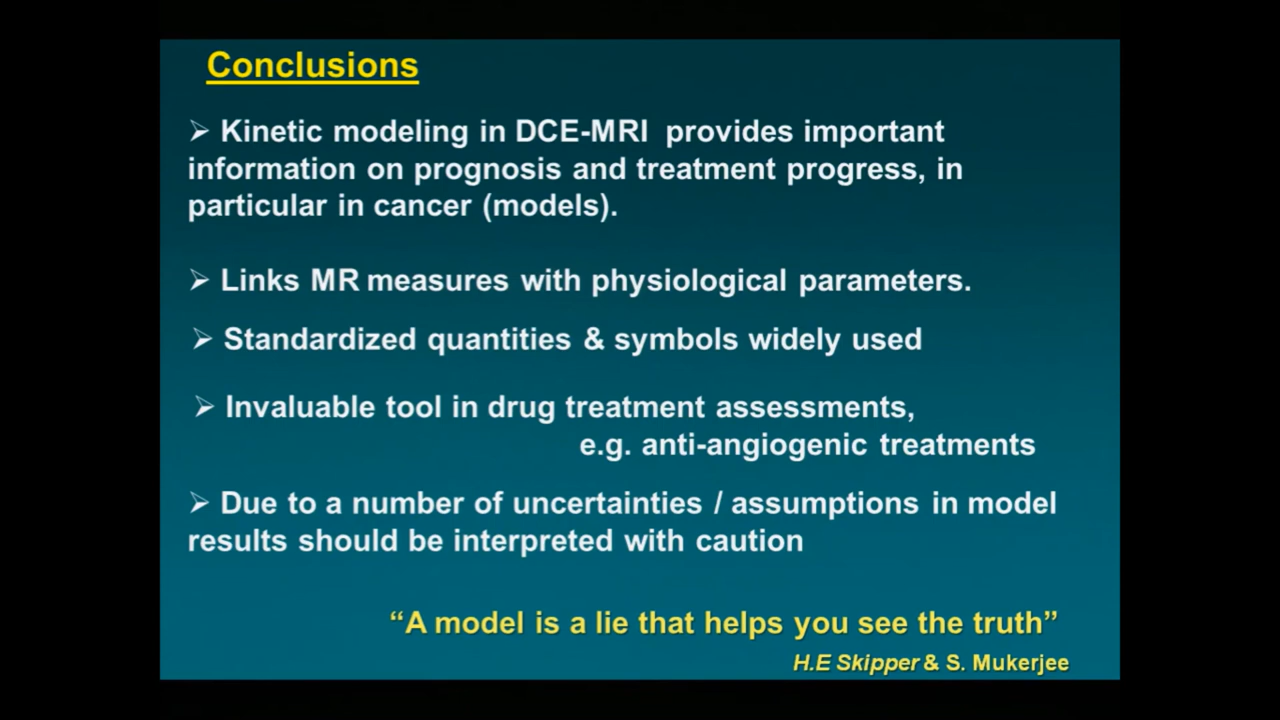 Conclusions
➢ Kinetic modeling in DCE-MRI provides important
information on prognosis and treatment progress, in
particular in cancer (models).
➢ Links MR measures with physiological parameters.
➢ Standardized quantities & symbols widely used
➢ Invaluable tool in drug treatment assessments,
e.g. anti-angiogenic treatments
➢ Due to a number of uncertainties / assumptions in model
results should be interpreted with caution
“A model is a lie that helps you see the truth”
H.E Skipper & S. Mukerjee